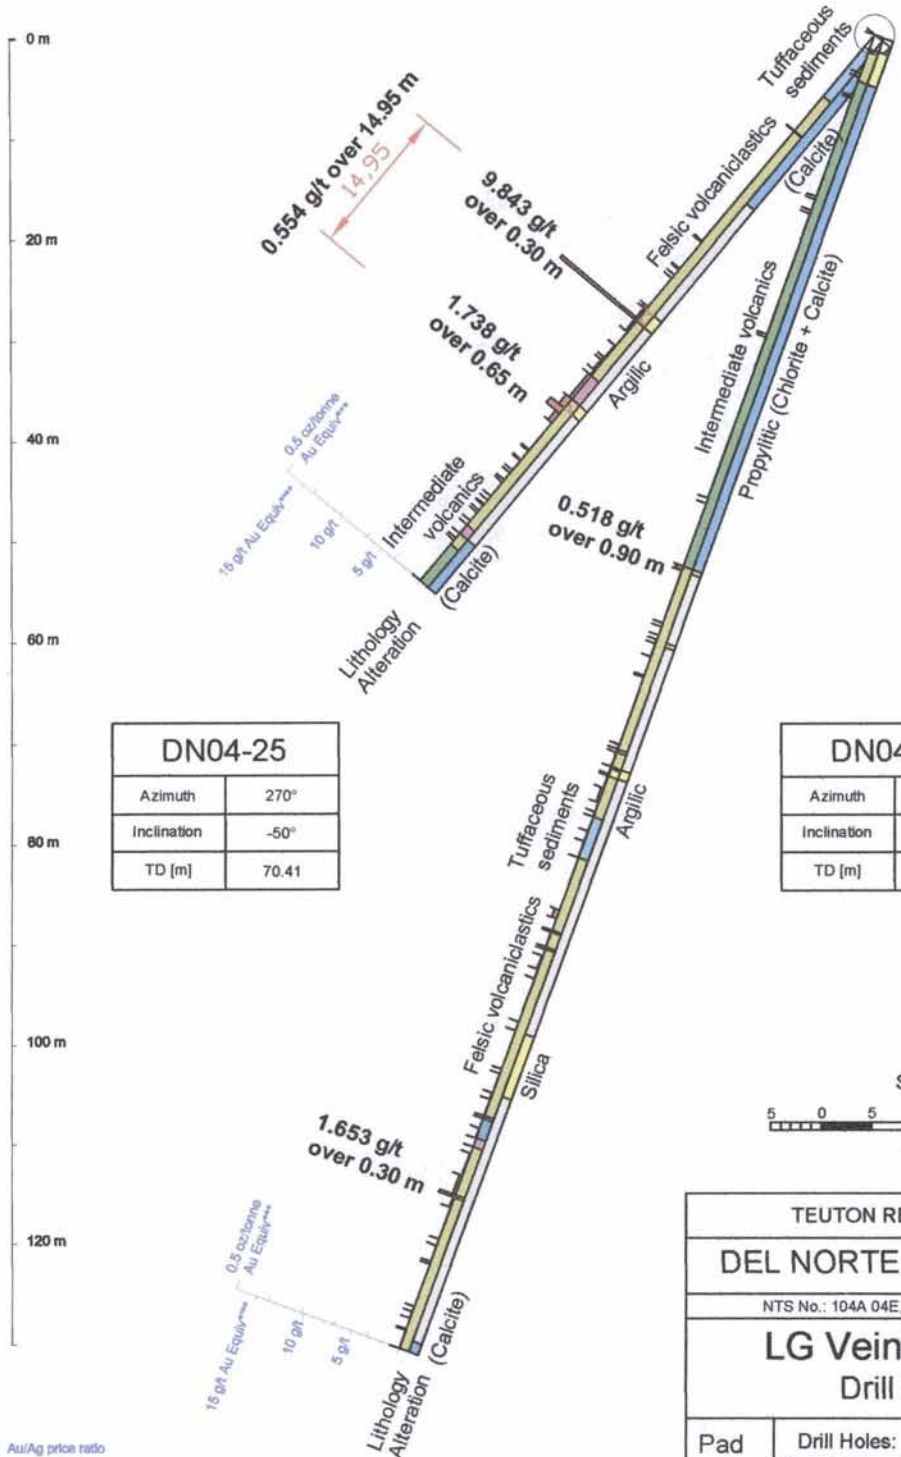 0 m
20 m
40 m
60 m
80 m
100 m
120 m
Tuffaceous
sediments
0.554 g/t over 14.95 m
14,95
Felsic volcaniclastics
(Calcite)
9.843 g/t
over 0.30 m
1.738 g/t
over 0.65 m
Argilic
Intermediate volcanics
Propylitic (Chlorite + Calcite)
0.5 oz/tonne
Au Equiv***
15 g/t Au Equiv****
10 g/t
5 g/t
Intermediate
volcanics
(Calcite)
Lithology
Alteration
0.518 g/t
over 0.90 m
DN04-25
Azimuth 270°
Inclination -50°
TD [m] 70.41
DN04
Azimuth
Inclination
TD [m]
Tuffaceous
sediments
Argilic
Felsic volcaniclastics
Silica
1.653 g/t
over 0.30 m
0.5 oz/tonne
Au Equiv***
15 g/t Au Equiv****
10 g/t
5 g/t
(Calcite)
Lithology
Alteration
5 0 5
TEUTON RE
DEL NORTE
NTS No.: 104A 04E,
LG Vein
Drill
Pad
Drill Holes:
Au/Ag price ratio